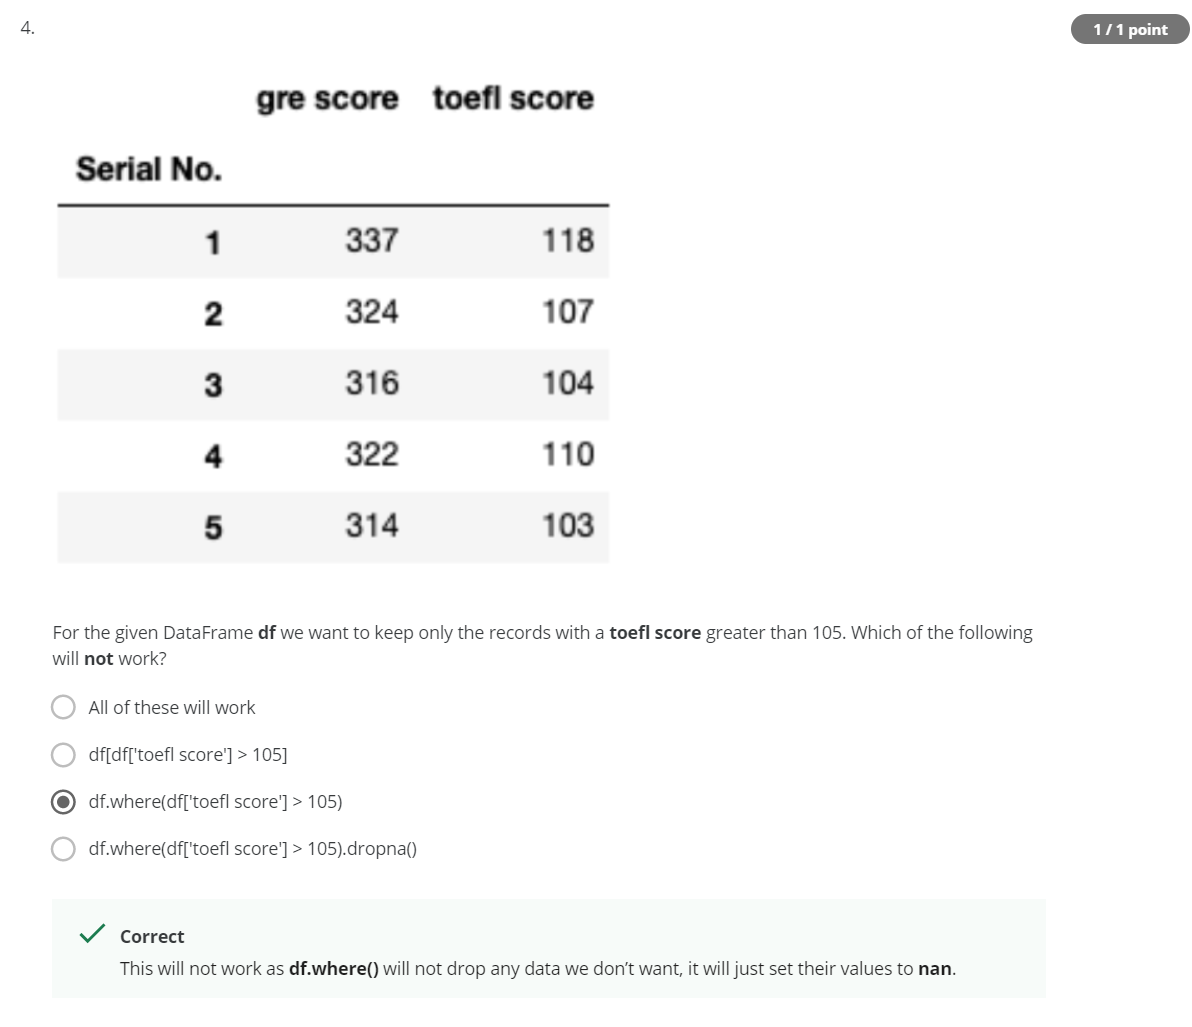 4.
1 / 1 point
gre score toefl score
Serial No.
1 337 118
2 324 107
3 316 104
4 322 110
5 314 103
For the given DataFrame df we want to keep only the records with a toefl score greater than 105. Which of the following
will not work?
All of these will work
df[df['toefl score'] > 105]
df.where(df['toefl score'] > 105)
df.where(df['toefl score'] > 105).dropna()
Correct
This will not work as df.where() will not drop any data we don’t want, it will just set their values to nan.